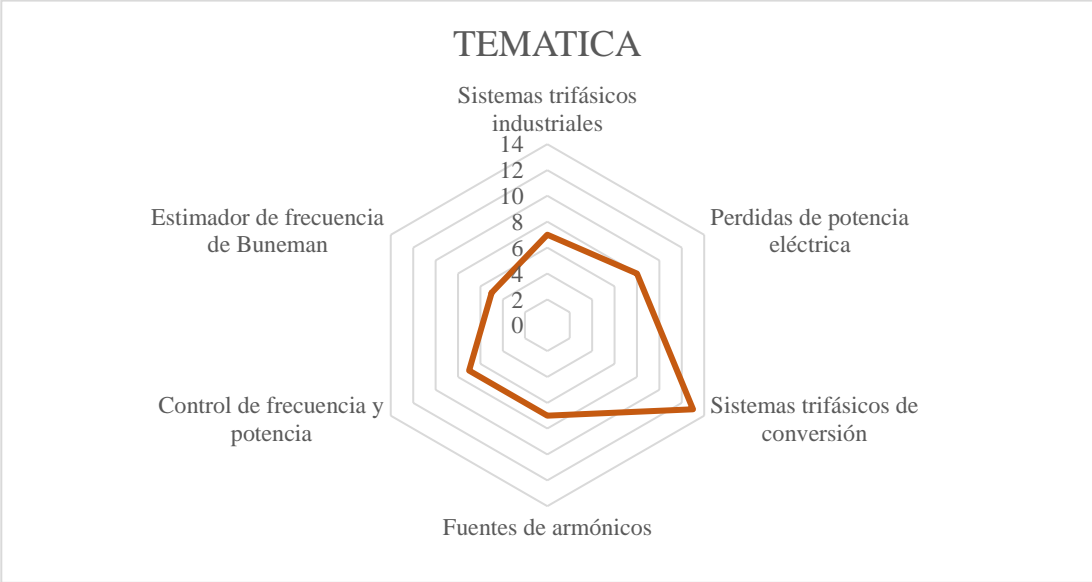 TEMATICA
Sistemas trifásicos
industriales
14
12
10
8
6
4
2
0
Perdidas de potencia
eléctrica
Sistemas trifásicos de
conversión
Fuentes de armónicos
Control de frecuencia y
potencia
Estimador de frecuencia
de Buneman